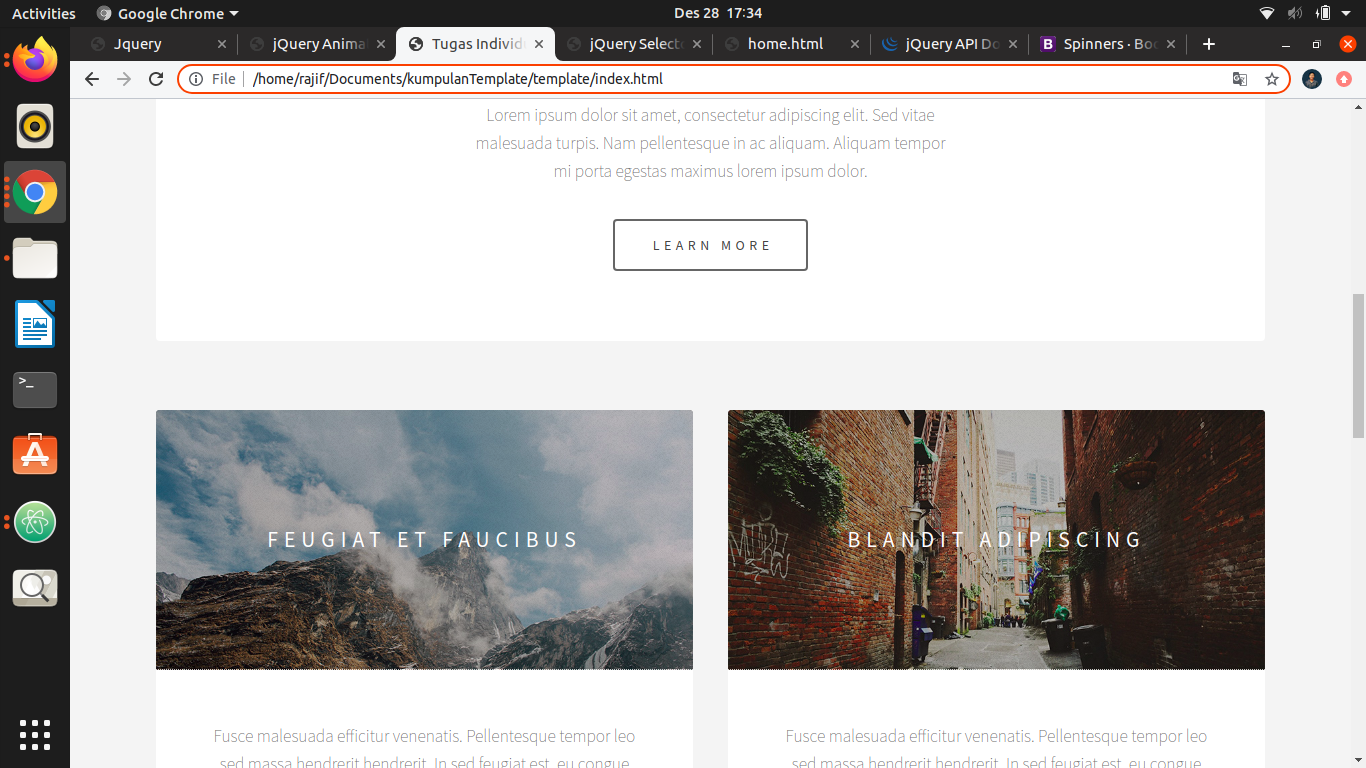 Activities Google Chrome Des 28 17:34
Jquery jQuery Anima Tugas Individ jQuery Select home.html jQuery API Do Spinners · Boo
File /home/rajif/Documents/kumpulanTemplate/template/index.html
Lorem ipsum dolor sit amet, consectetur adipiscing elit. Sed vitae
malesuada turpis. Nam pellentesque in ac aliquam. Aliquam tempor
mi porta egestas maximus lorem ipsum dolor.
LEARN MORE
FEUGIAT ET FAUCIBUS
BLANDIT ADIPISCING
Fusce malesuada efficitur venenatis. Pellentesque tempor leo
sed massa hendrerit hendrerit. In sed feugiat est, eu congue
Fusce malesuada efficitur venenatis. Pellentesque tempor leo
sed massa hendrerit hendrerit. In sed feugiat est, eu congue